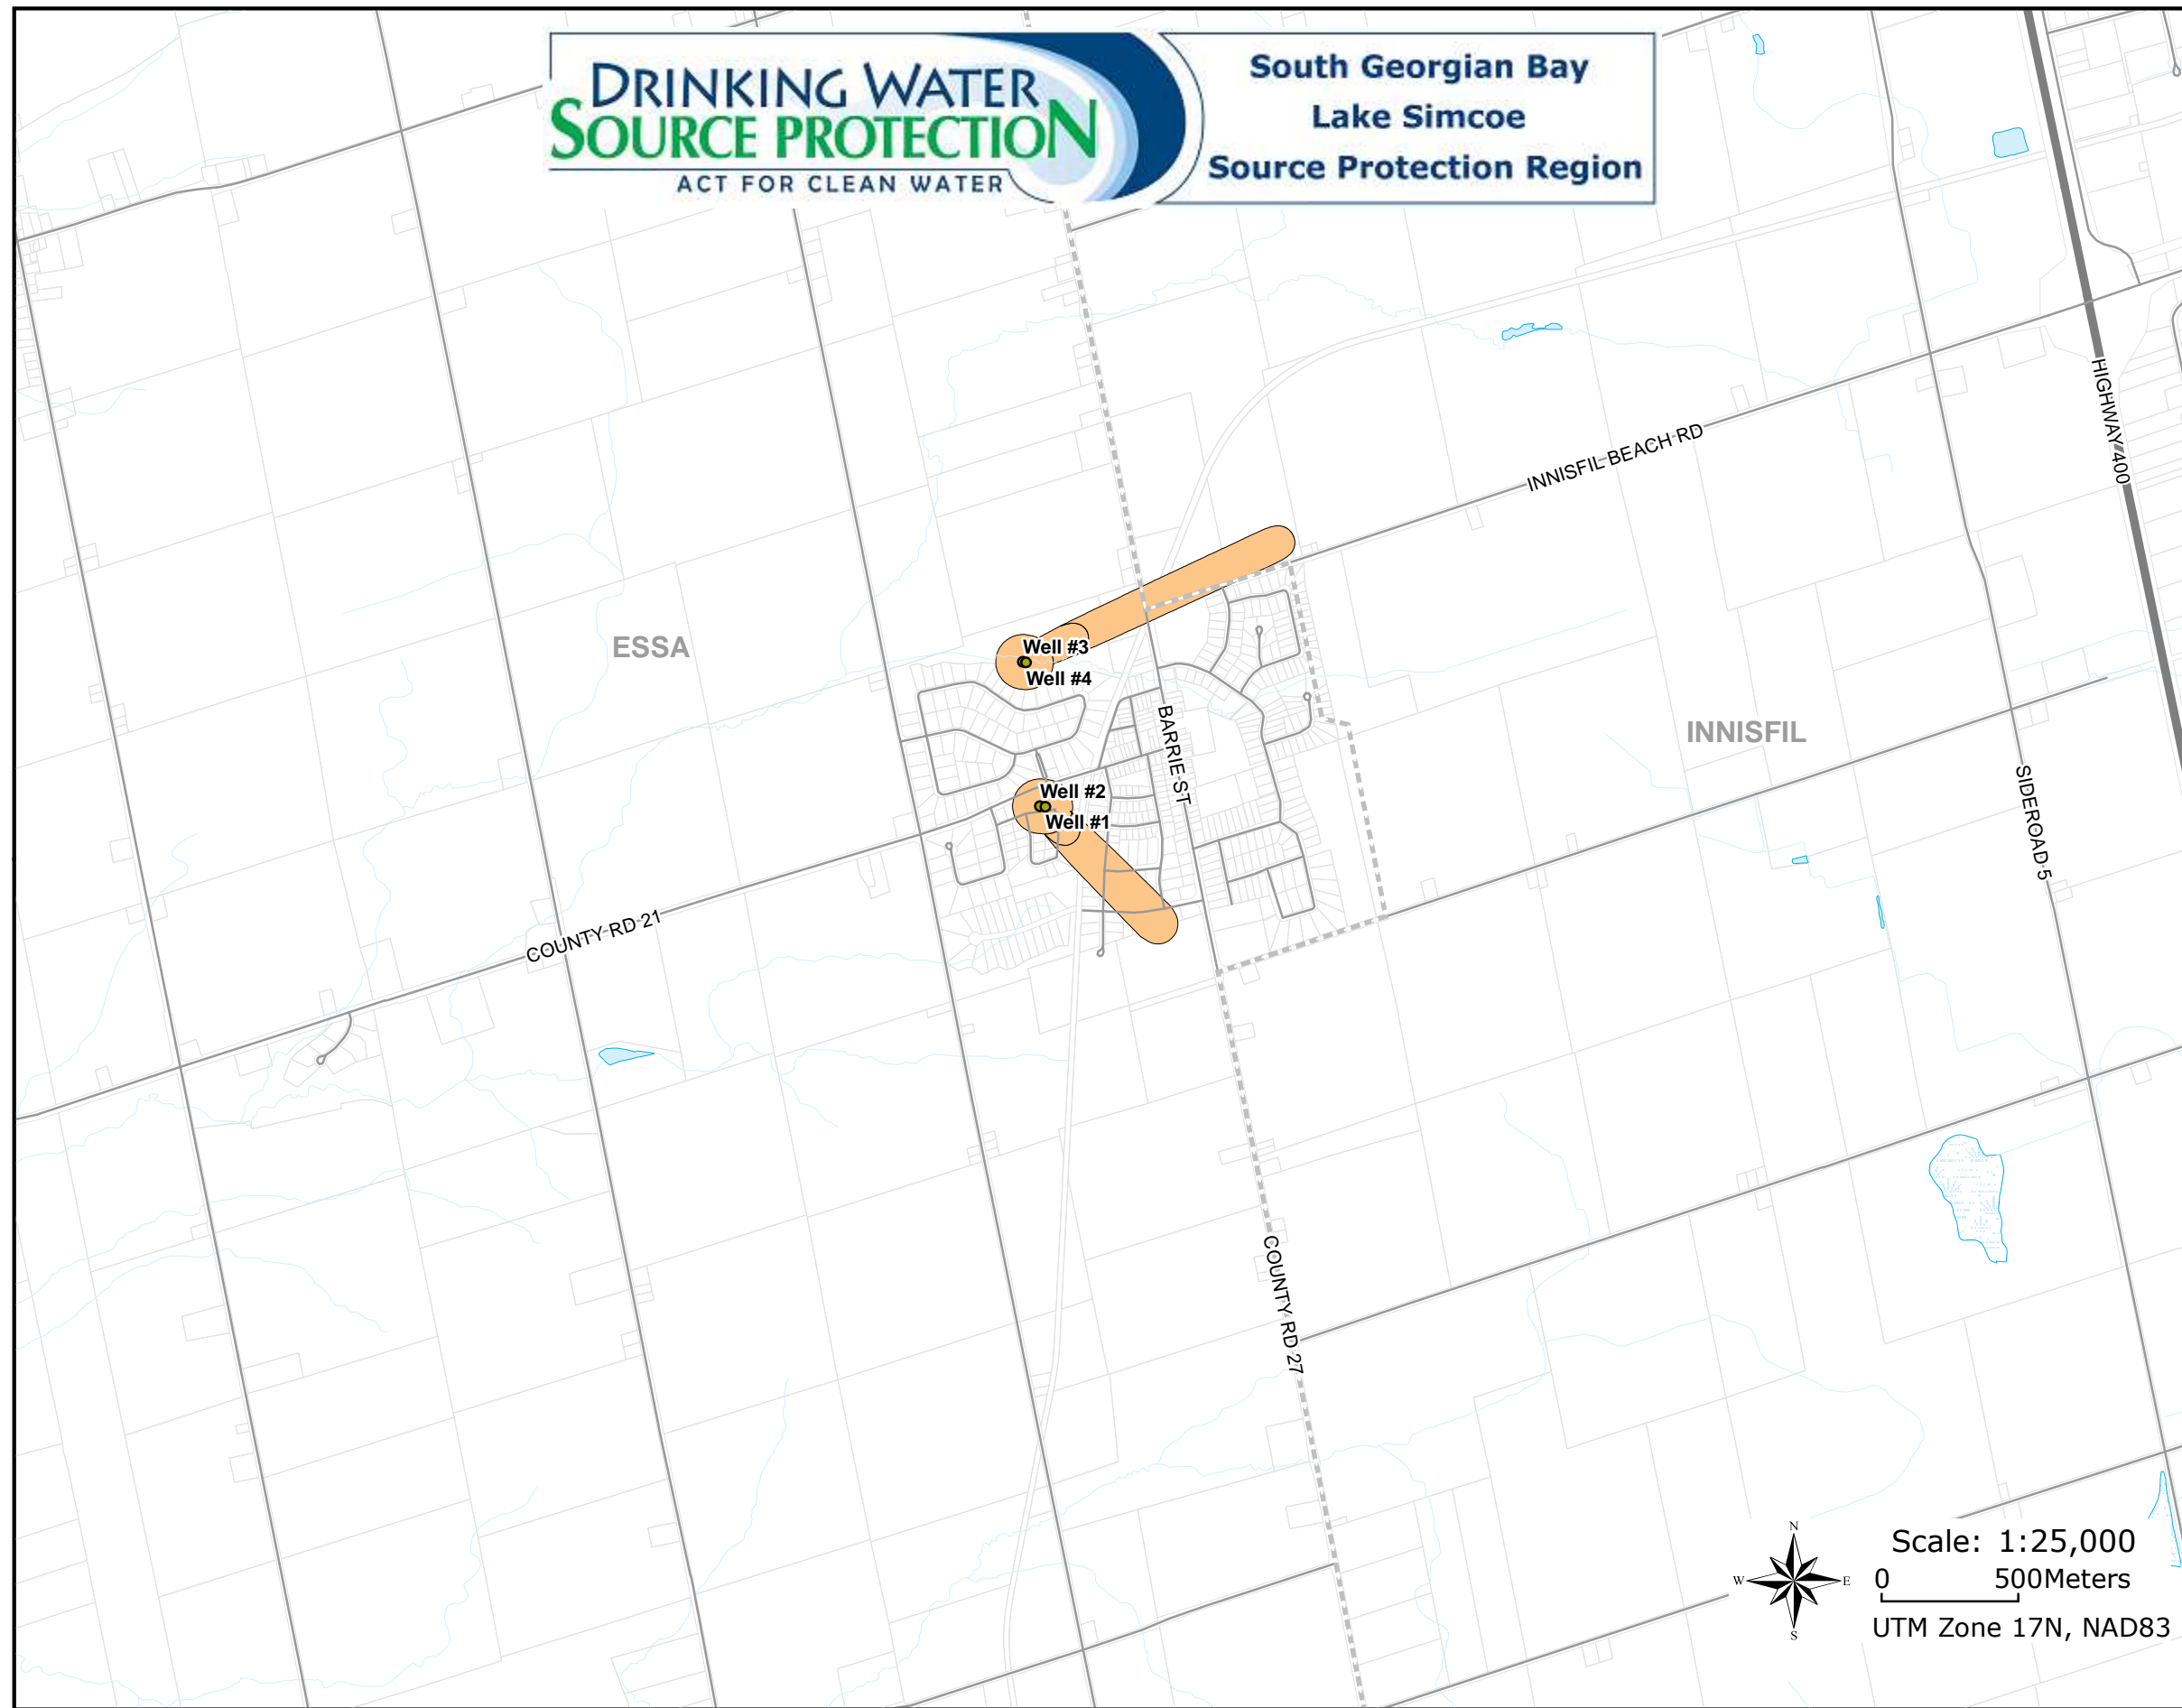 DRINKING WATER
SOURCE PROTECTION
ACT FOR CLEAN WATER
South Georgian Bay
Lake Simcoe
Source Protection Region
HIGHWAY 400
INNISFIL BEACH RD
ESSA
Well #3
Well #4
BARRIE ST
INNISFIL
SIDEROAD 5
Well #2
Well #1
COUNTY RD 21
COUNTY RD 27
N
W
E
S
Scale: 1:25,000
0 500Meters
UTM Zone 17N, NAD83